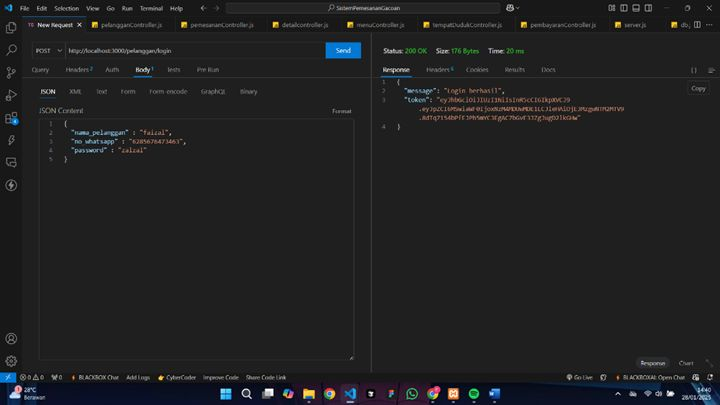 File Edit Selection View Go Run Terminal Help
SistemPemesananGacoan
New Request
pelangganController.js
pemesananController.js
detailcontroller.js
menuController.js
tempatDudukController.js
pembayaranController.js
server.js
POST
http://localhost:3000/pelanggan/login
Send
Status: 200 OK Size: 176 Bytes Time: 20 ms
Query Headers 2 Auth Body 1 Tests Pre Run
Response Headers 6 Cookies Results Docs
JSON XML Text Form Form-encode GraphQL Binary
JSON Content
Format
Copy
1 {
2 "nama_pelanggan" : "faizal",
3 "no_whatsapp" : "6285676473463",
4 "password" : "zalzal"
5 }
1 {
2 "message": "Login berhasil",
3 "token":
4 }
Response Chart
0 0 0
BLACKBOX Chat Add Logs CyberCoder Improve Code Share Code Link
Go Live
BLACKBOXAI: Open Chat
28°C
Berawan
14:40
28/01/2025